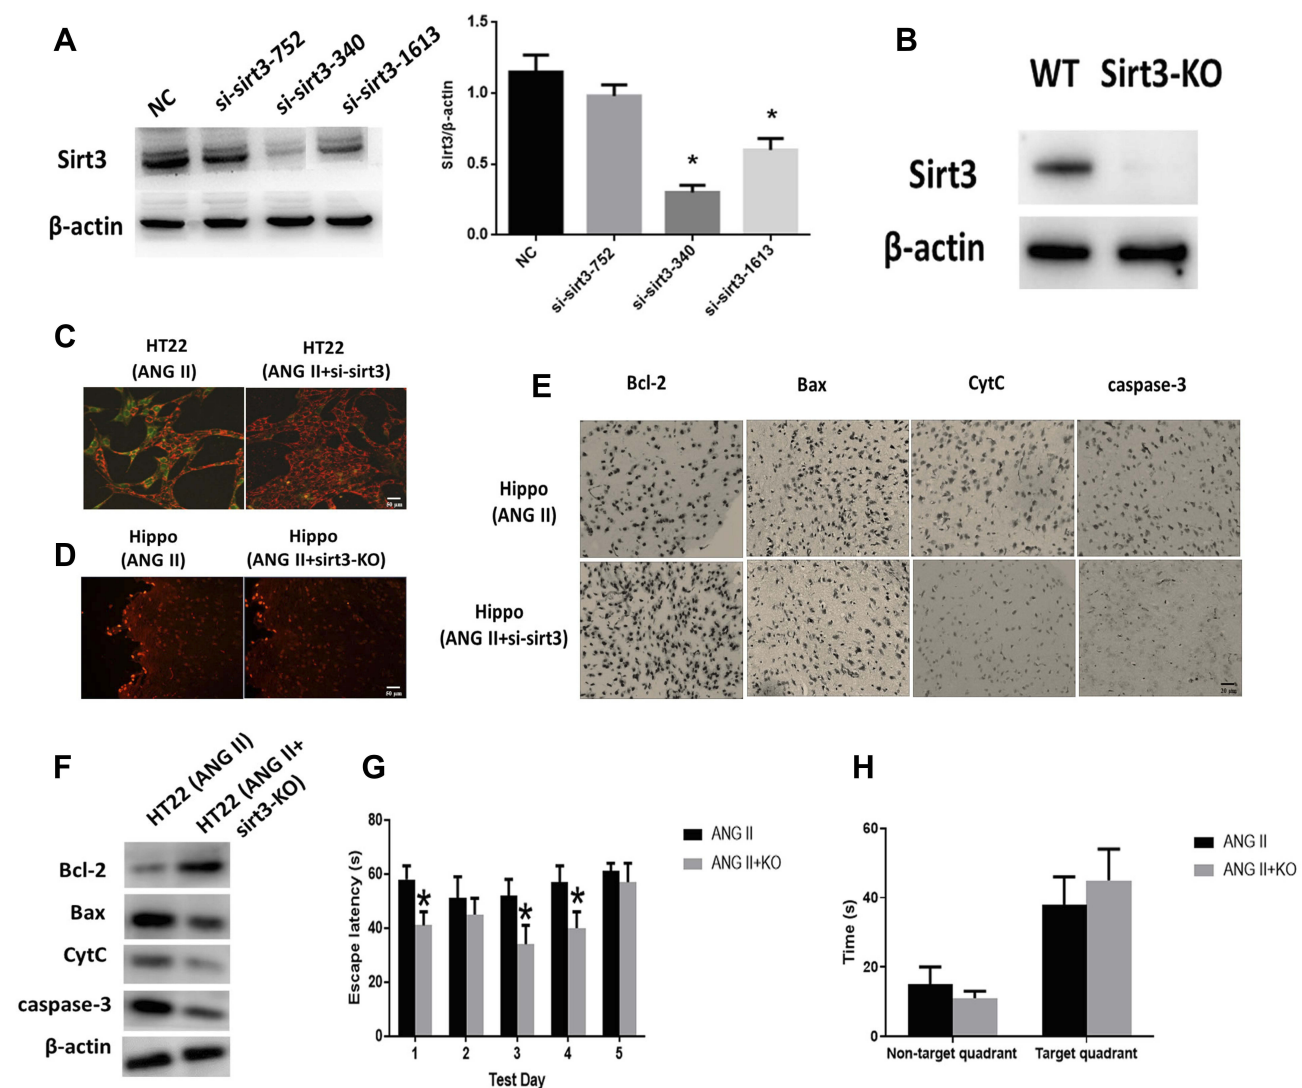 A
NC
si-sirt3-752
si-sirt3-340
si-sirt3-1613
Sirt3
β-actin
Sirt3/β-actin
1.5
1.0
0.5
0.0
*
*
NC
si-sirt3-752
si-sirt3-340
si-sirt3-1613
B
WT Sirt3-KO
Sirt3
β-actin
C
HT22
(ANG II)
HT22
(ANG II+si-sirt3)
50 µm
D
Hippo
(ANG II)
Hippo
(ANG II+sirt3-KO)
50 µm
E
Bcl-2 Bax CytC caspase-3
Hippo
(ANG II)
Hippo
(ANG II+si-sirt3)
20 µm
F
HT22 (ANG II)
HT22 (ANG II+
sirt3-KO)
Bcl-2
Bax
CytC
caspase-3
β-actin
G
Escape latency (s)
80
60
40
20
0
*
*
*
1 2 3 4 5
Test Day
ANG II
ANG II+KO
H
Time (s)
60
40
20
0
Non-target quadrant Target quadrant
ANG II
ANG II+KO